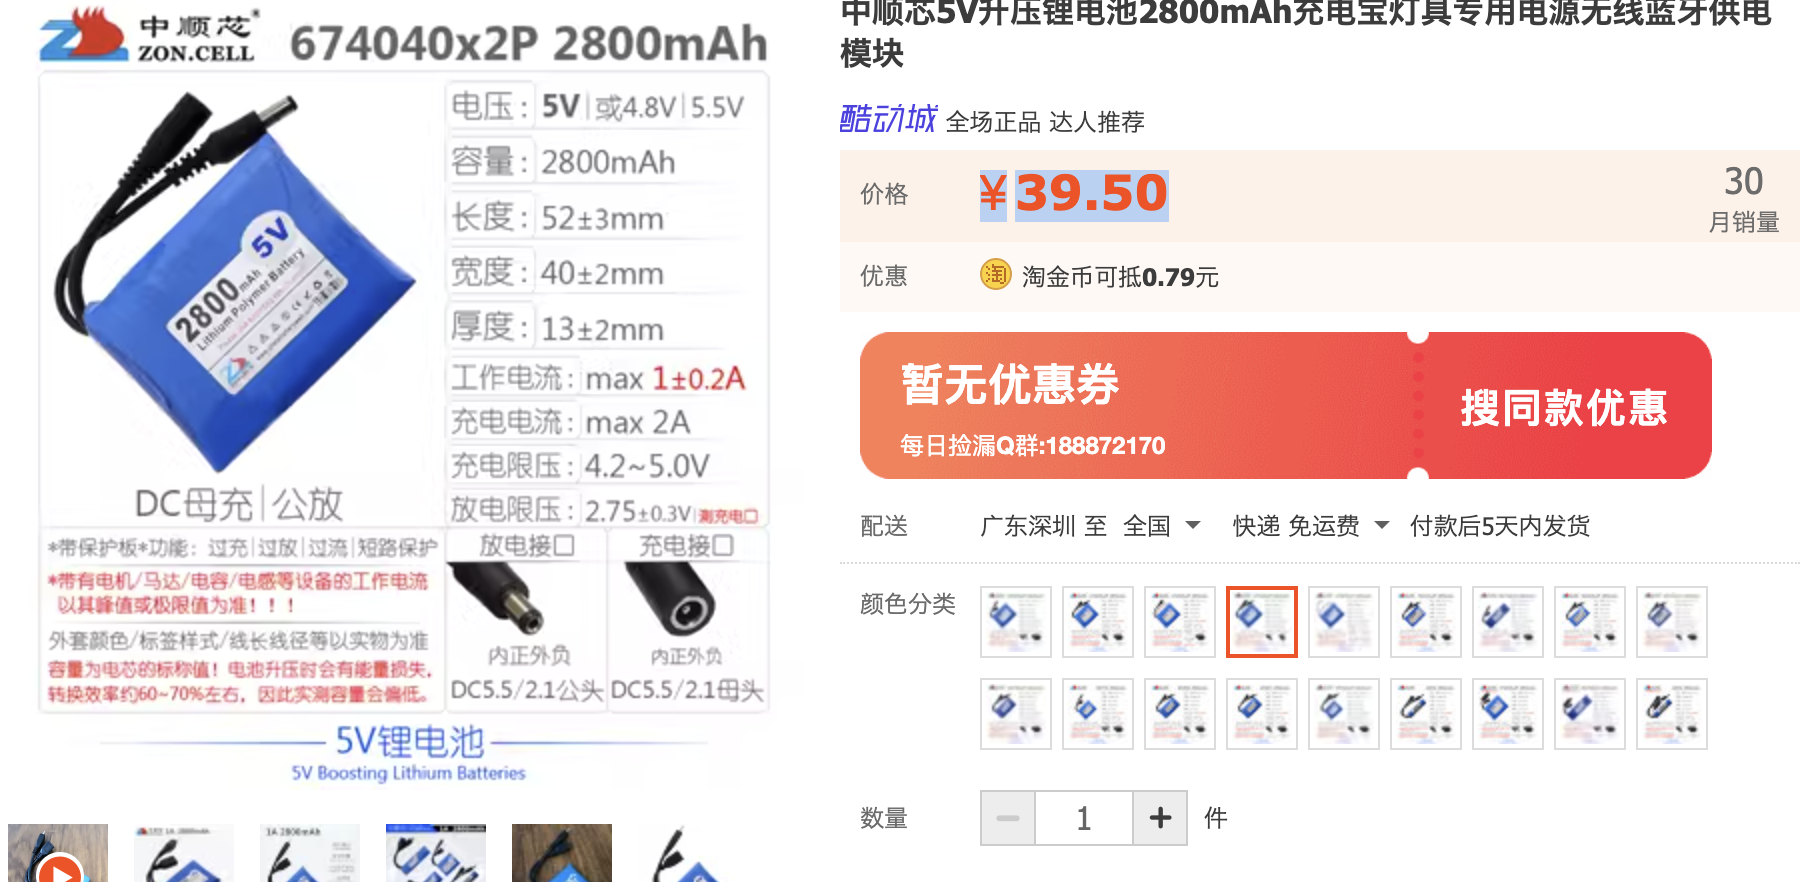 中顺芯
ZON.CELL
674040x2P 2800mAh
电压: 5V|或4.8V|5.5V
容量: 2800mAh
长度: 52±3mm
宽度: 40±2mm
厚度: 13±2mm
工作电流: max 1±0.2A
充电电流: max 2A
充电限压: 4.2~5.0V
放电限压: 2.75±0.3V|测充电口
5V
2800mAh
Lithium Polymer Battery
DC母充|公放
*带保护板*功能: 过充|过放|过流|短路保护
*带有电机/马达/电容/电感等设备的工作电流
以其峰值或极限值为准!!!
外套颜色/标签样式/线长线径等以实物为准
容量为电芯的标称值! 电池升压时会有能量损失,
转换效率约60~70%左右, 因此实测容量会偏低。
放电接口
充电接口
内正外负
内正外负
DC5.5/2.1公头
DC5.5/2.1母头
5V锂电池
5V Boosting Lithium Batteries
1A 2800mAh
1A 2800mAh
中顺芯5V升压锂电池2800mAh充电宝灯具专用电源无线蓝牙供电
模块
酷动城 全场正品 达人推荐
价格
¥39.50
30
月销量
优惠
淘 淘金币可抵0.79元
暂无优惠券
每日捡漏Q群:188872170
搜同款优惠
配送
广东深圳 至 全国
快递 免运费
付款后5天内发货
颜色分类
数量
− 1 +
件